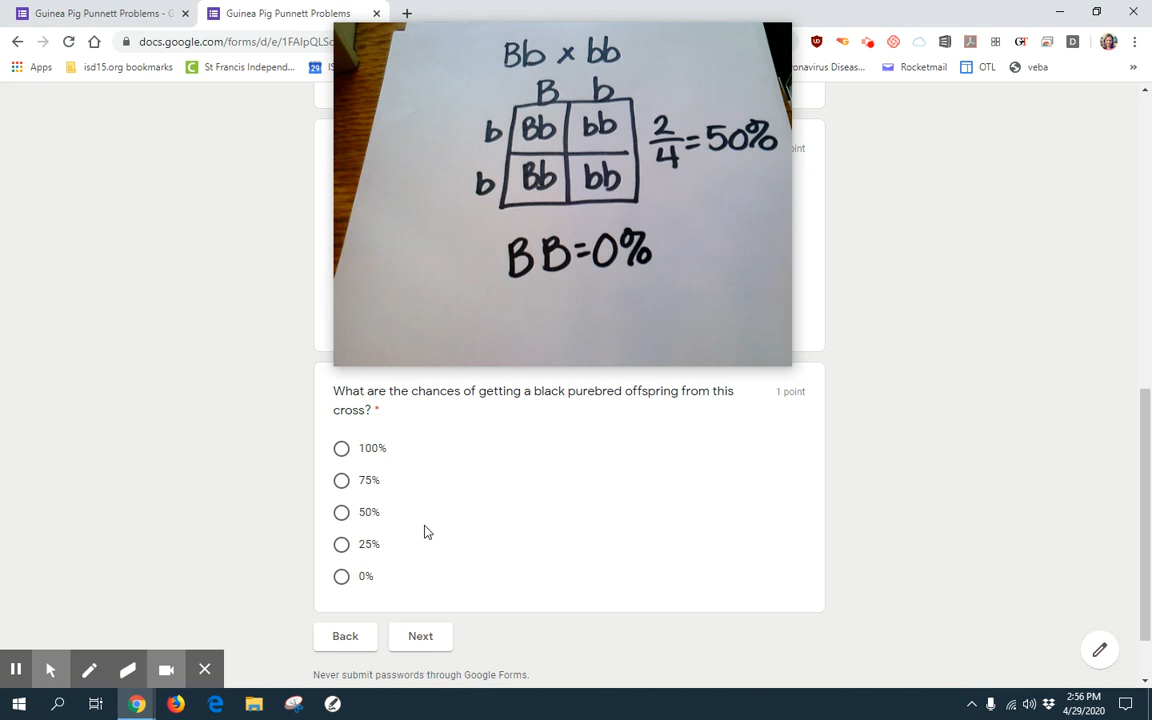 Guinea Pig Punnett Problems - G
Guinea Pig Punnett Problems
docs.google.com/forms/d/e/1FAIpQLSc
Apps
isd15.org bookmarks
St Francis Independ...
29
onavirus Diseas...
Rocketmail
OTL
veba
Bb x bb
B b
b Bb bb
b Bb bb
2/4 = 50%
BB = 0%
oint
What are the chances of getting a black purebred offspring from this
cross? *
1 point
100%
75%
50%
25%
0%
Back
Next
Never submit passwords through Google Forms.
2:56 PM
4/29/2020